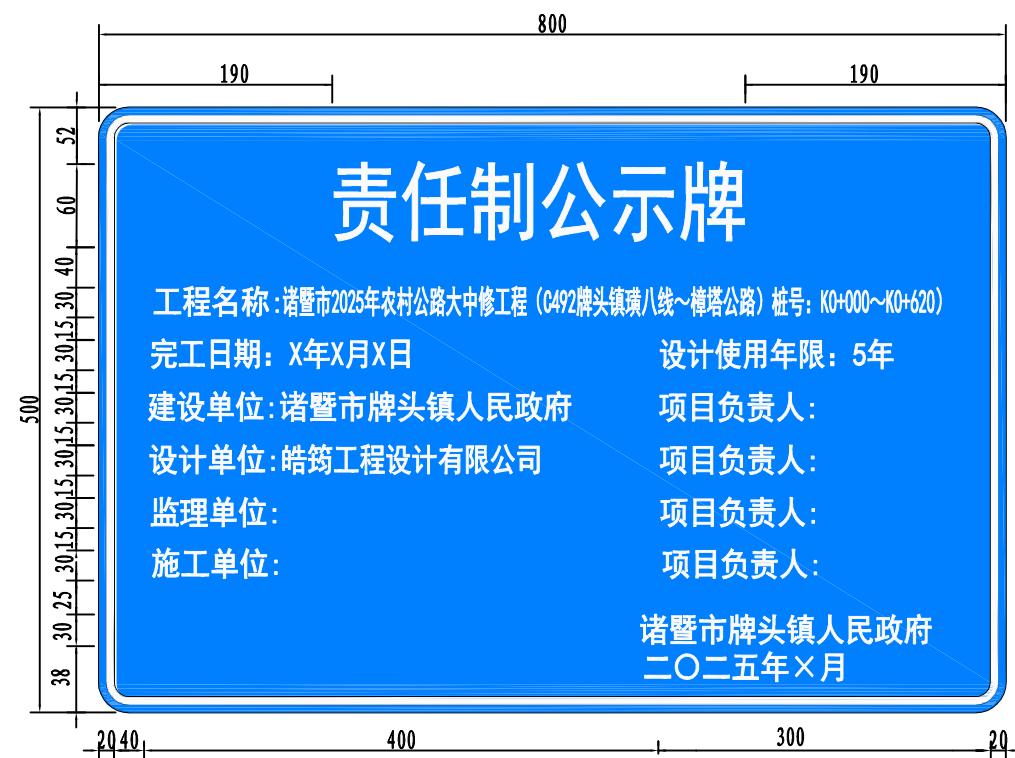 800
190 190
52
责任制公示牌
60
40
30
工程名称:诸暨市2025年农村公路大中修工程（C492牌头镇璜八线～樟塔公路）桩号：K0+000～K0+620）
15
30
完工日期：X年X月X日 设计使用年限：5年
15
500
30
建设单位:诸暨市牌头镇人民政府 项目负责人:
15
30
设计单位:皓筠工程设计有限公司 项目负责人:
15
30
监理单位: 项目负责人:
15
30
施工单位: 项目负责人:
25
30
诸暨市牌头镇人民政府
38
二〇二五年×月
20 40 400 300 20